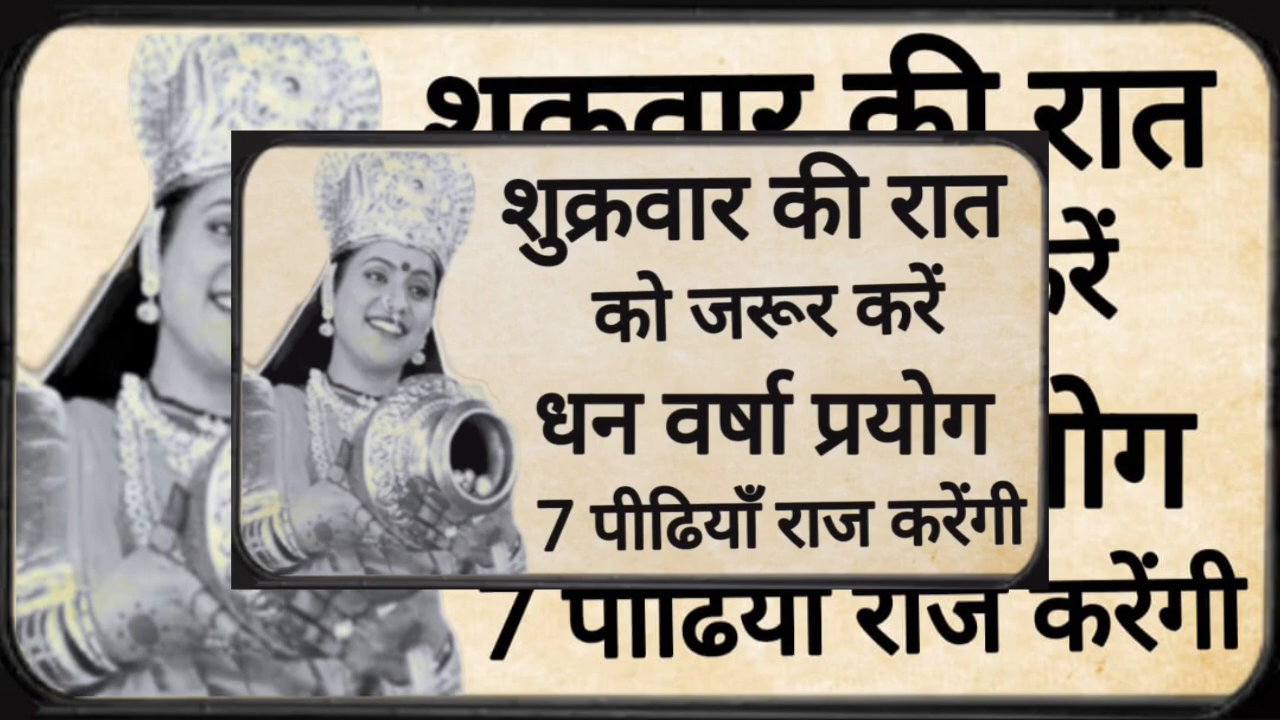 शुक्रवार की रात
को जरूर करें
धन वर्षा प्रयोग
7 पीढियाँ राज करेंगी